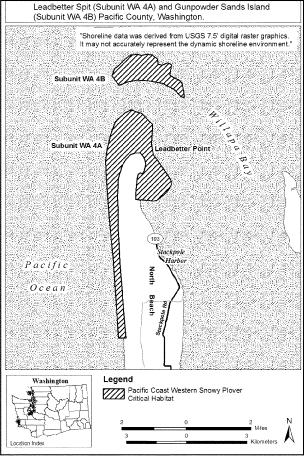 Leadbetter Spit (Subunit WA 4A) and Gunpowder Sands Island
(Subunit WA 4B) Pacific County, Washington.
"Shoreline data was derived from USGS 7.5' digital raster graphics.
It may not accurately represent the dynamic shoreline environment."
Subunit WA 4B
Willapa Bay
Subunit WA 4A
Leadbetter Point
103
Stackpole
Harbor
Pacific
Ocean
North
Beach
Stackpole Rd
Washington
Location Index
Legend
Pacific Coast Western Snowy Plover
Critical Habitat
2 0 2
Miles
3 0 3
Kilometers
N